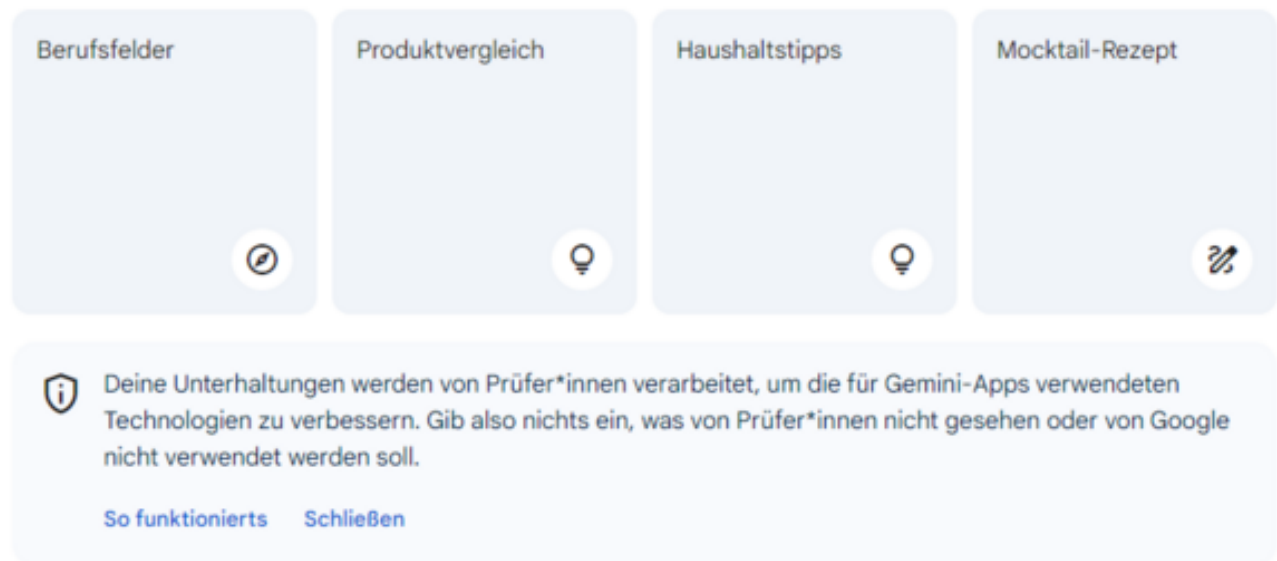 Berufsfelder
Produktvergleich
Haushaltstipps
Mocktail-Rezept
Deine Unterhaltungen werden von Prüfer*innen verarbeitet, um die für Gemini-Apps verwendeten
Technologien zu verbessern. Gib also nichts ein, was von Prüfer*innen nicht gesehen oder von Google
nicht verwendet werden soll.
So funktionierts
Schließen